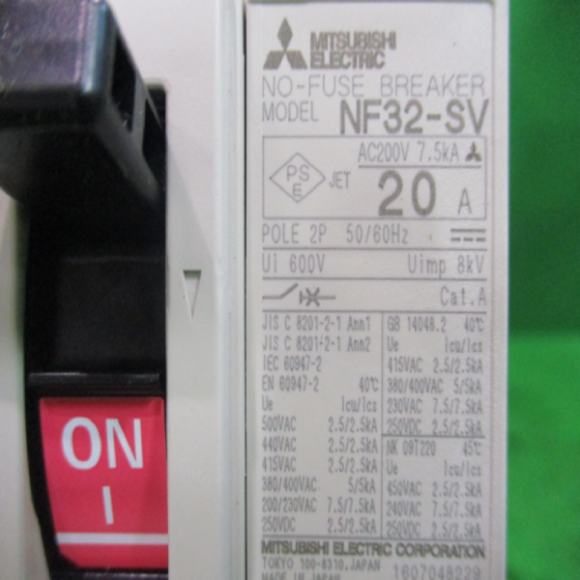 MITSUBISHI
ELECTRIC
NO-FUSE BREAKER
MODEL NF32-SV
AC200V 7.5kA
PS
E
JET
20 A
POLE 2P 50/60Hz
Ui 600V Uimp 8kV
Cat.A
JIS C 8201-2-1 Ann1
JIS C 8201-2-1 Ann2
IEC 60947-2
EN 60947-2 40℃
Ue Icu/Ics
500VAC 2.5/2.5kA
440VAC 2.5/2.5kA
415VAC 2.5/2.5kA
380/400VAC 5/5kA
200/230VAC 7.5/7.5kA
250VDC 2.5/2.5kA
GB 14048.2 40℃
Ue Icu/Ics
415VAC 2.5/2.5kA
380/400VAC 5/5kA
230VAC 7.5/7.5kA
250VDC 2.5/2.5kA
NK 09T220 45℃
Ue Icu/Ics
450VAC 2.5/2.5kA
240VAC 7.5/7.5kA
250VDC 2.5/2.5kA
MITSUBISHI ELECTRIC CORPORATION
TOKYO 100-8310, JAPAN
MADE IN JAPAN
ON
I